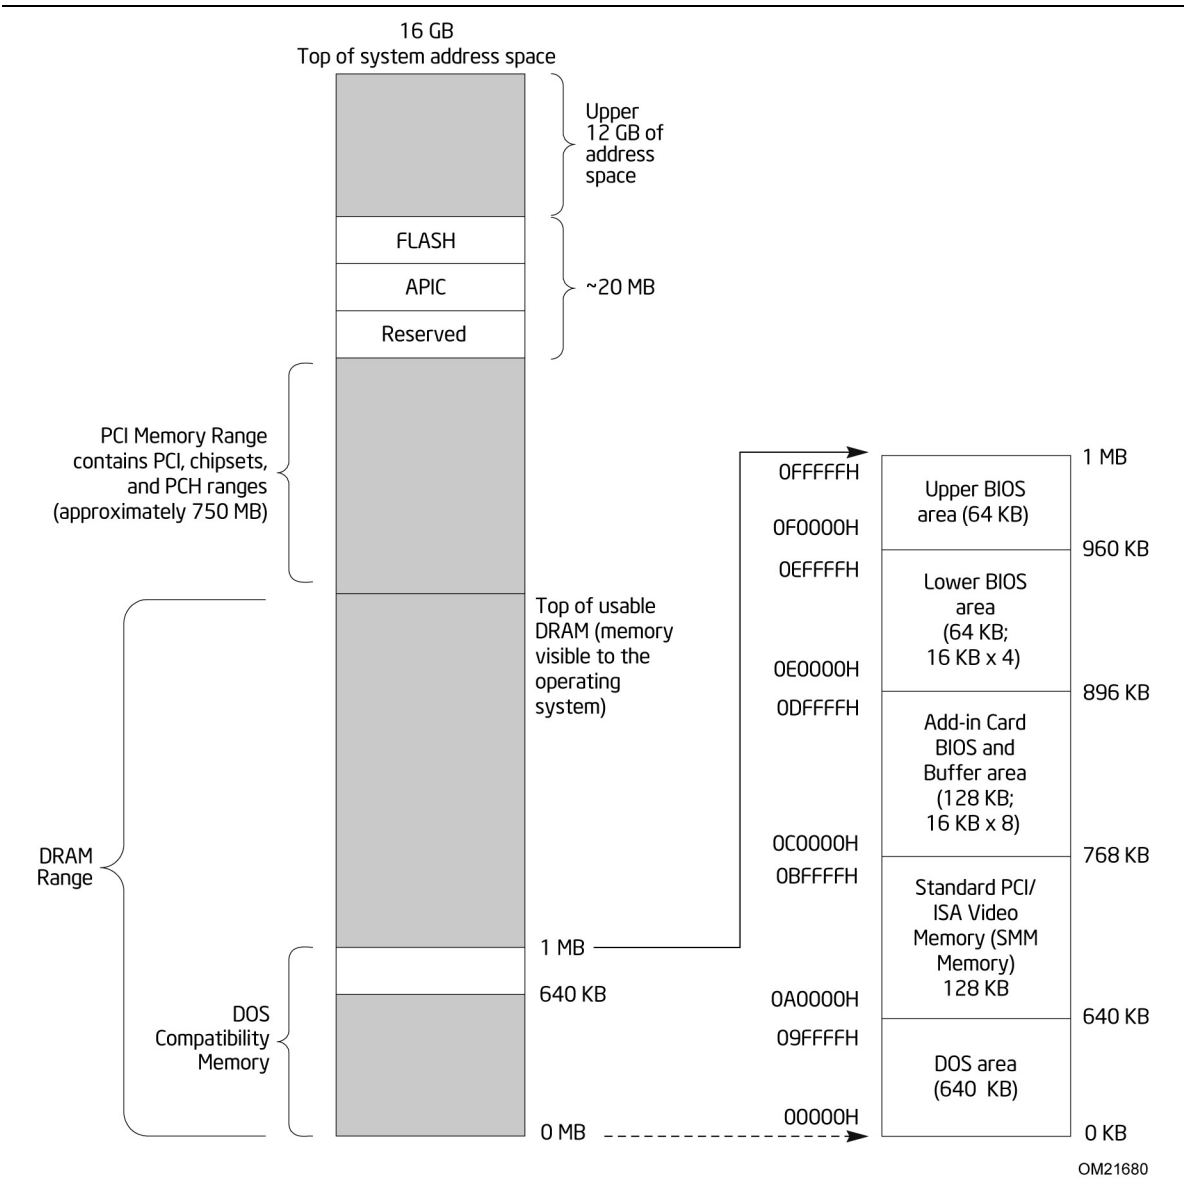 16 GB
Top of system address space
Upper
12 GB of
address
space
FLASH
APIC
~20 MB
Reserved
PCI Memory Range
contains PCI, chipsets,
and PCH ranges
(approximately 750 MB)
Top of usable
DRAM (memory
visible to the
operating
system)
DRAM
Range
1 MB
640 KB
DOS
Compatibility
Memory
0 MB
1 MB
0FFFFFH
Upper BIOS
area (64 KB)
0F0000H
960 KB
0EFFFFH
Lower BIOS
area
(64 KB;
16 KB x 4)
0E0000H
896 KB
0DFFFFH
Add-in Card
BIOS and
Buffer area
(128 KB;
16 KB x 8)
0C0000H
768 KB
0BFFFFH
Standard PCI/
ISA Video
Memory (SMM
Memory)
128 KB
0A0000H
640 KB
09FFFFH
DOS area
(640 KB)
00000H
0 KB
OM21680